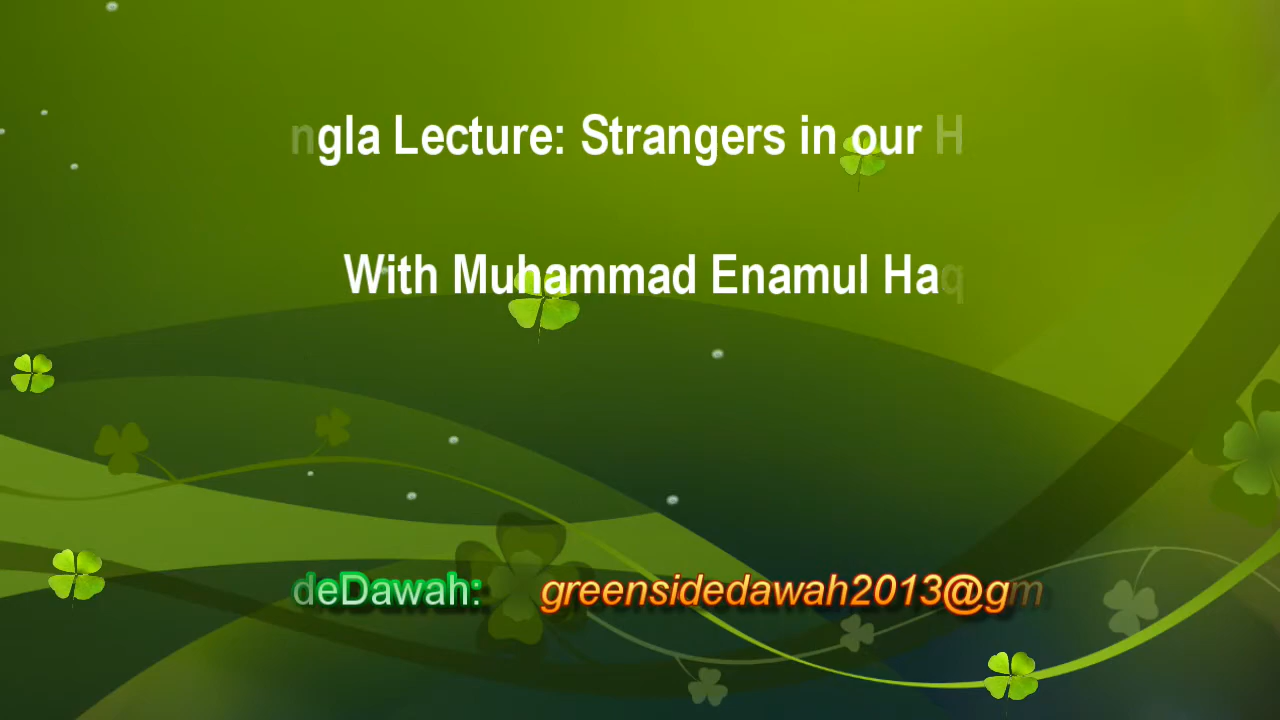 ngla Lecture: Strangers in our H
With Muhammad Enamul Haq
deDawah: greensidedawah2013@gm